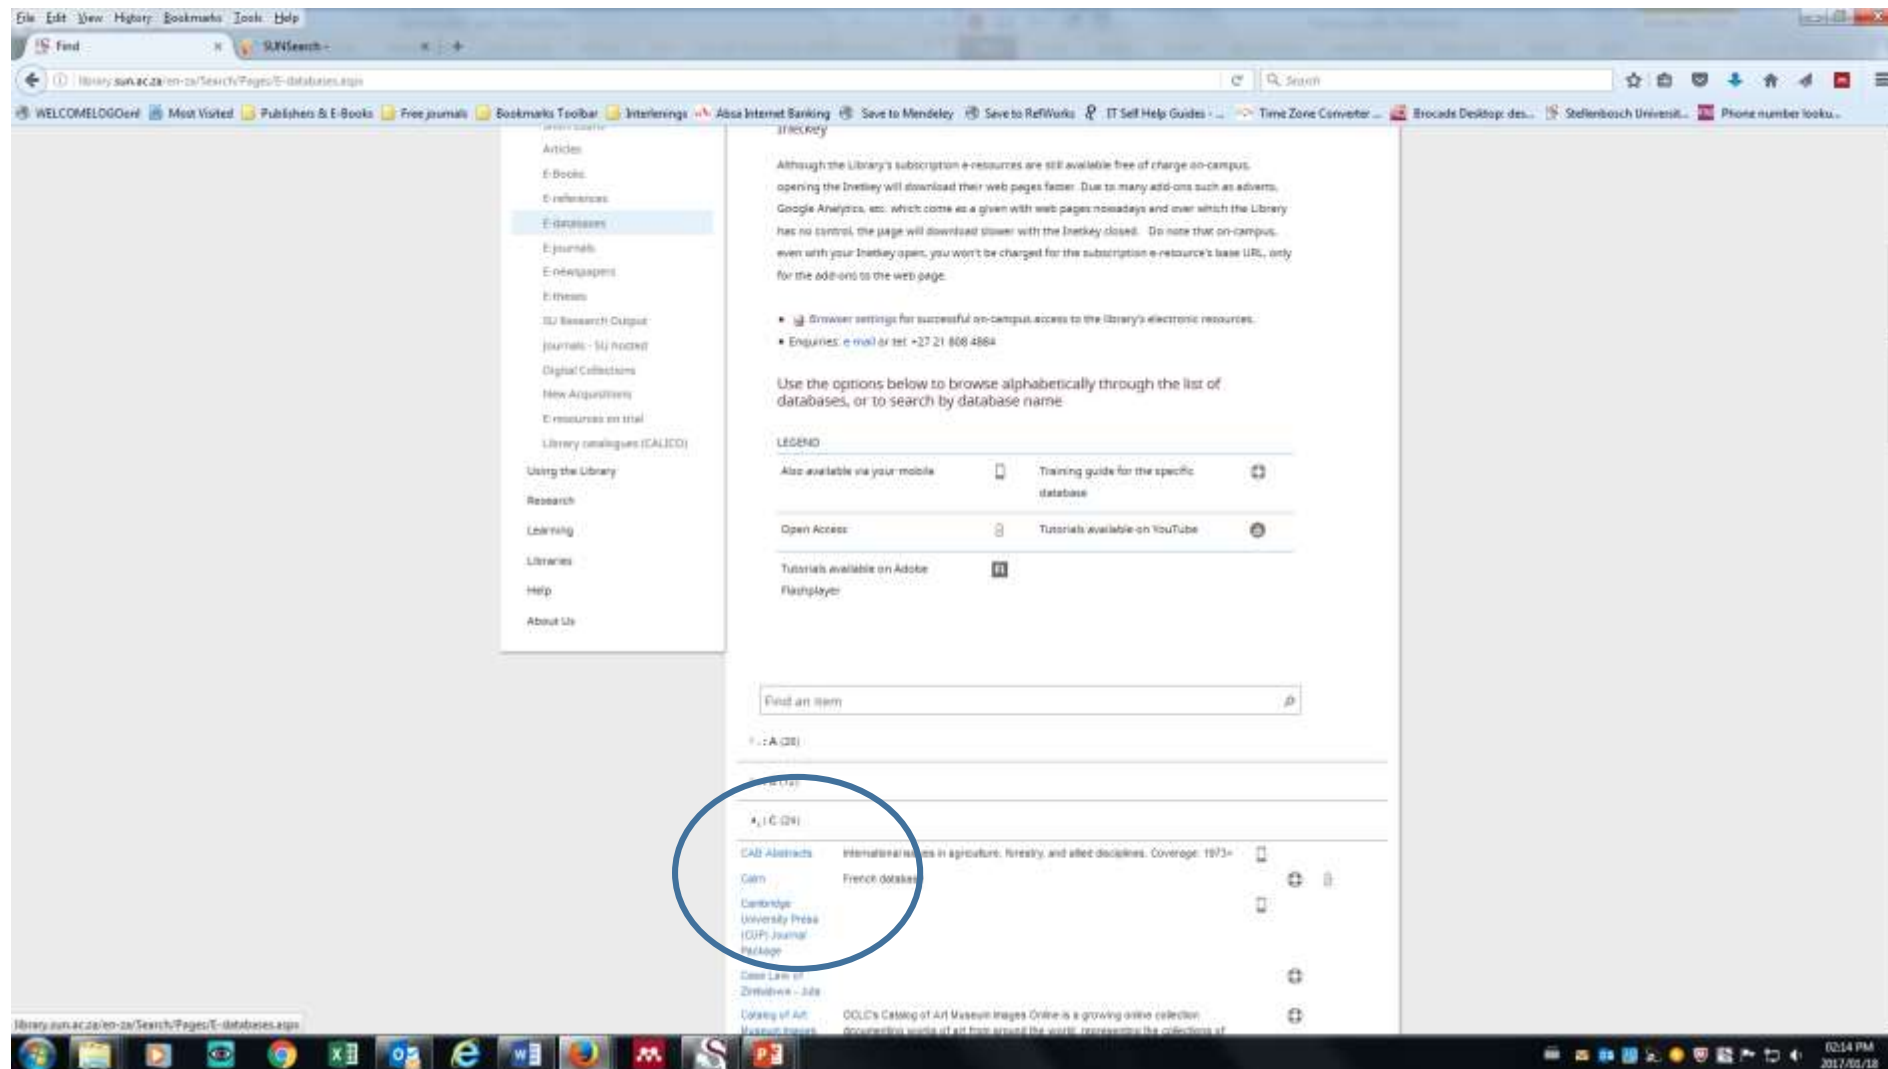 File Edit View History Bookmarks Tools Help
Find
SUNSearch -
library.sun.ac.za/en-za/Search/Pages/E-databases.aspx
Search
WELCOMELOGOenf Most Visited Publishers & E-Books Free journals Bookmarks Toolbar Interlenings Absa Internet Banking Save to Mendeley Save to RefWorks IT Self Help Guides - ... Time Zone Converter ... Brocade Desktop: des... Stellenbosch Universit... Phone number looku...
Articles
E-Books
E-references
E-databases
E-journals
E-newspapers
E-theses
SU Research Output
Journals - SU hosted
Digital Collections
New Acquisitions
E-resources on trial
Library catalogues (CALICO)
Using the Library
Research
Learning
Libraries
Help
About Us
Inetkey
Although the Library's subscription e-resources are still available free of charge on-campus,
opening the Inetkey will download their web pages faster. Due to many add-ons such as adverts,
Google Analytics, etc. which come as a given with web pages nowadays and over which the Library
has no control, the page will download slower with the Inetkey closed. Do note that on-campus,
even with your Inetkey open, you won't be charged for the subscription e-resource's base URL, only
for the add-ons to the web page.
• Browser settings for successful on-campus access to the library's electronic resources.
• Enquiries: e-mail or tel: +27 21 808 4884
Use the options below to browse alphabetically through the list of
databases, or to search by database name
LEGEND
Also available via your mobile
Training guide for the specific
database
Open Access
Tutorials available on YouTube
Tutorials available on Adobe
Flashplayer
Find an item
: A (28)
: C (24)
CAB Abstracts International issues in agriculture, forestry, and allied disciplines. Coverage: 1973+
Cairn French database
Cambridge
University Press
(CUP) Journal
Package
Case Law of
Zimbabwe - Juta
Catalog of Art OCLC's Catalog of Art Museum Images Online is a growing online collection
Museum Images documenting works of art from around the world, representing the collections of
library.sun.ac.za/en-za/Search/Pages/E-databases.aspx
02:14 PM
2017/01/18